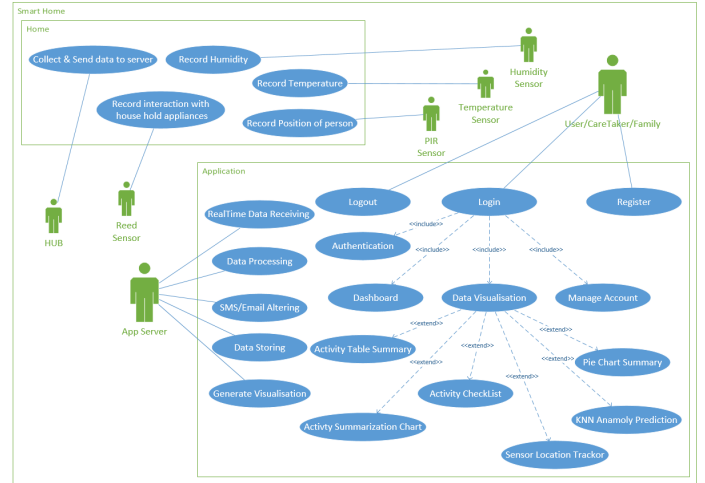 Smart Home
Home
Collect & Send data to server
Record Humidity
Humidity
Sensor
Record Temperature
Temperature
Sensor
Record interaction with
house hold appliances
Record Position of person
PIR
Sensor
User/CareTaker/Family
HUB
Reed
Sensor
Application
Logout
Login
Register
RealTime Data Receiving
<<include>>
Authentication
<<include>>
<<include>>
<<include>>
Data Processing
Dashboard
Data Visualisation
Manage Account
App Server
SMS/Email Altering
<<extend>>
<<extend>>
<<extend>>
<<extend>>
<<extend>>
<<extend>>
Data Storing
Activity Table Summary
Pie Chart Summary
Generate Visualisation
Activity CheckList
Activty Summarization Chart
KNN Anamoly Prediction
Sensor Location Trackor